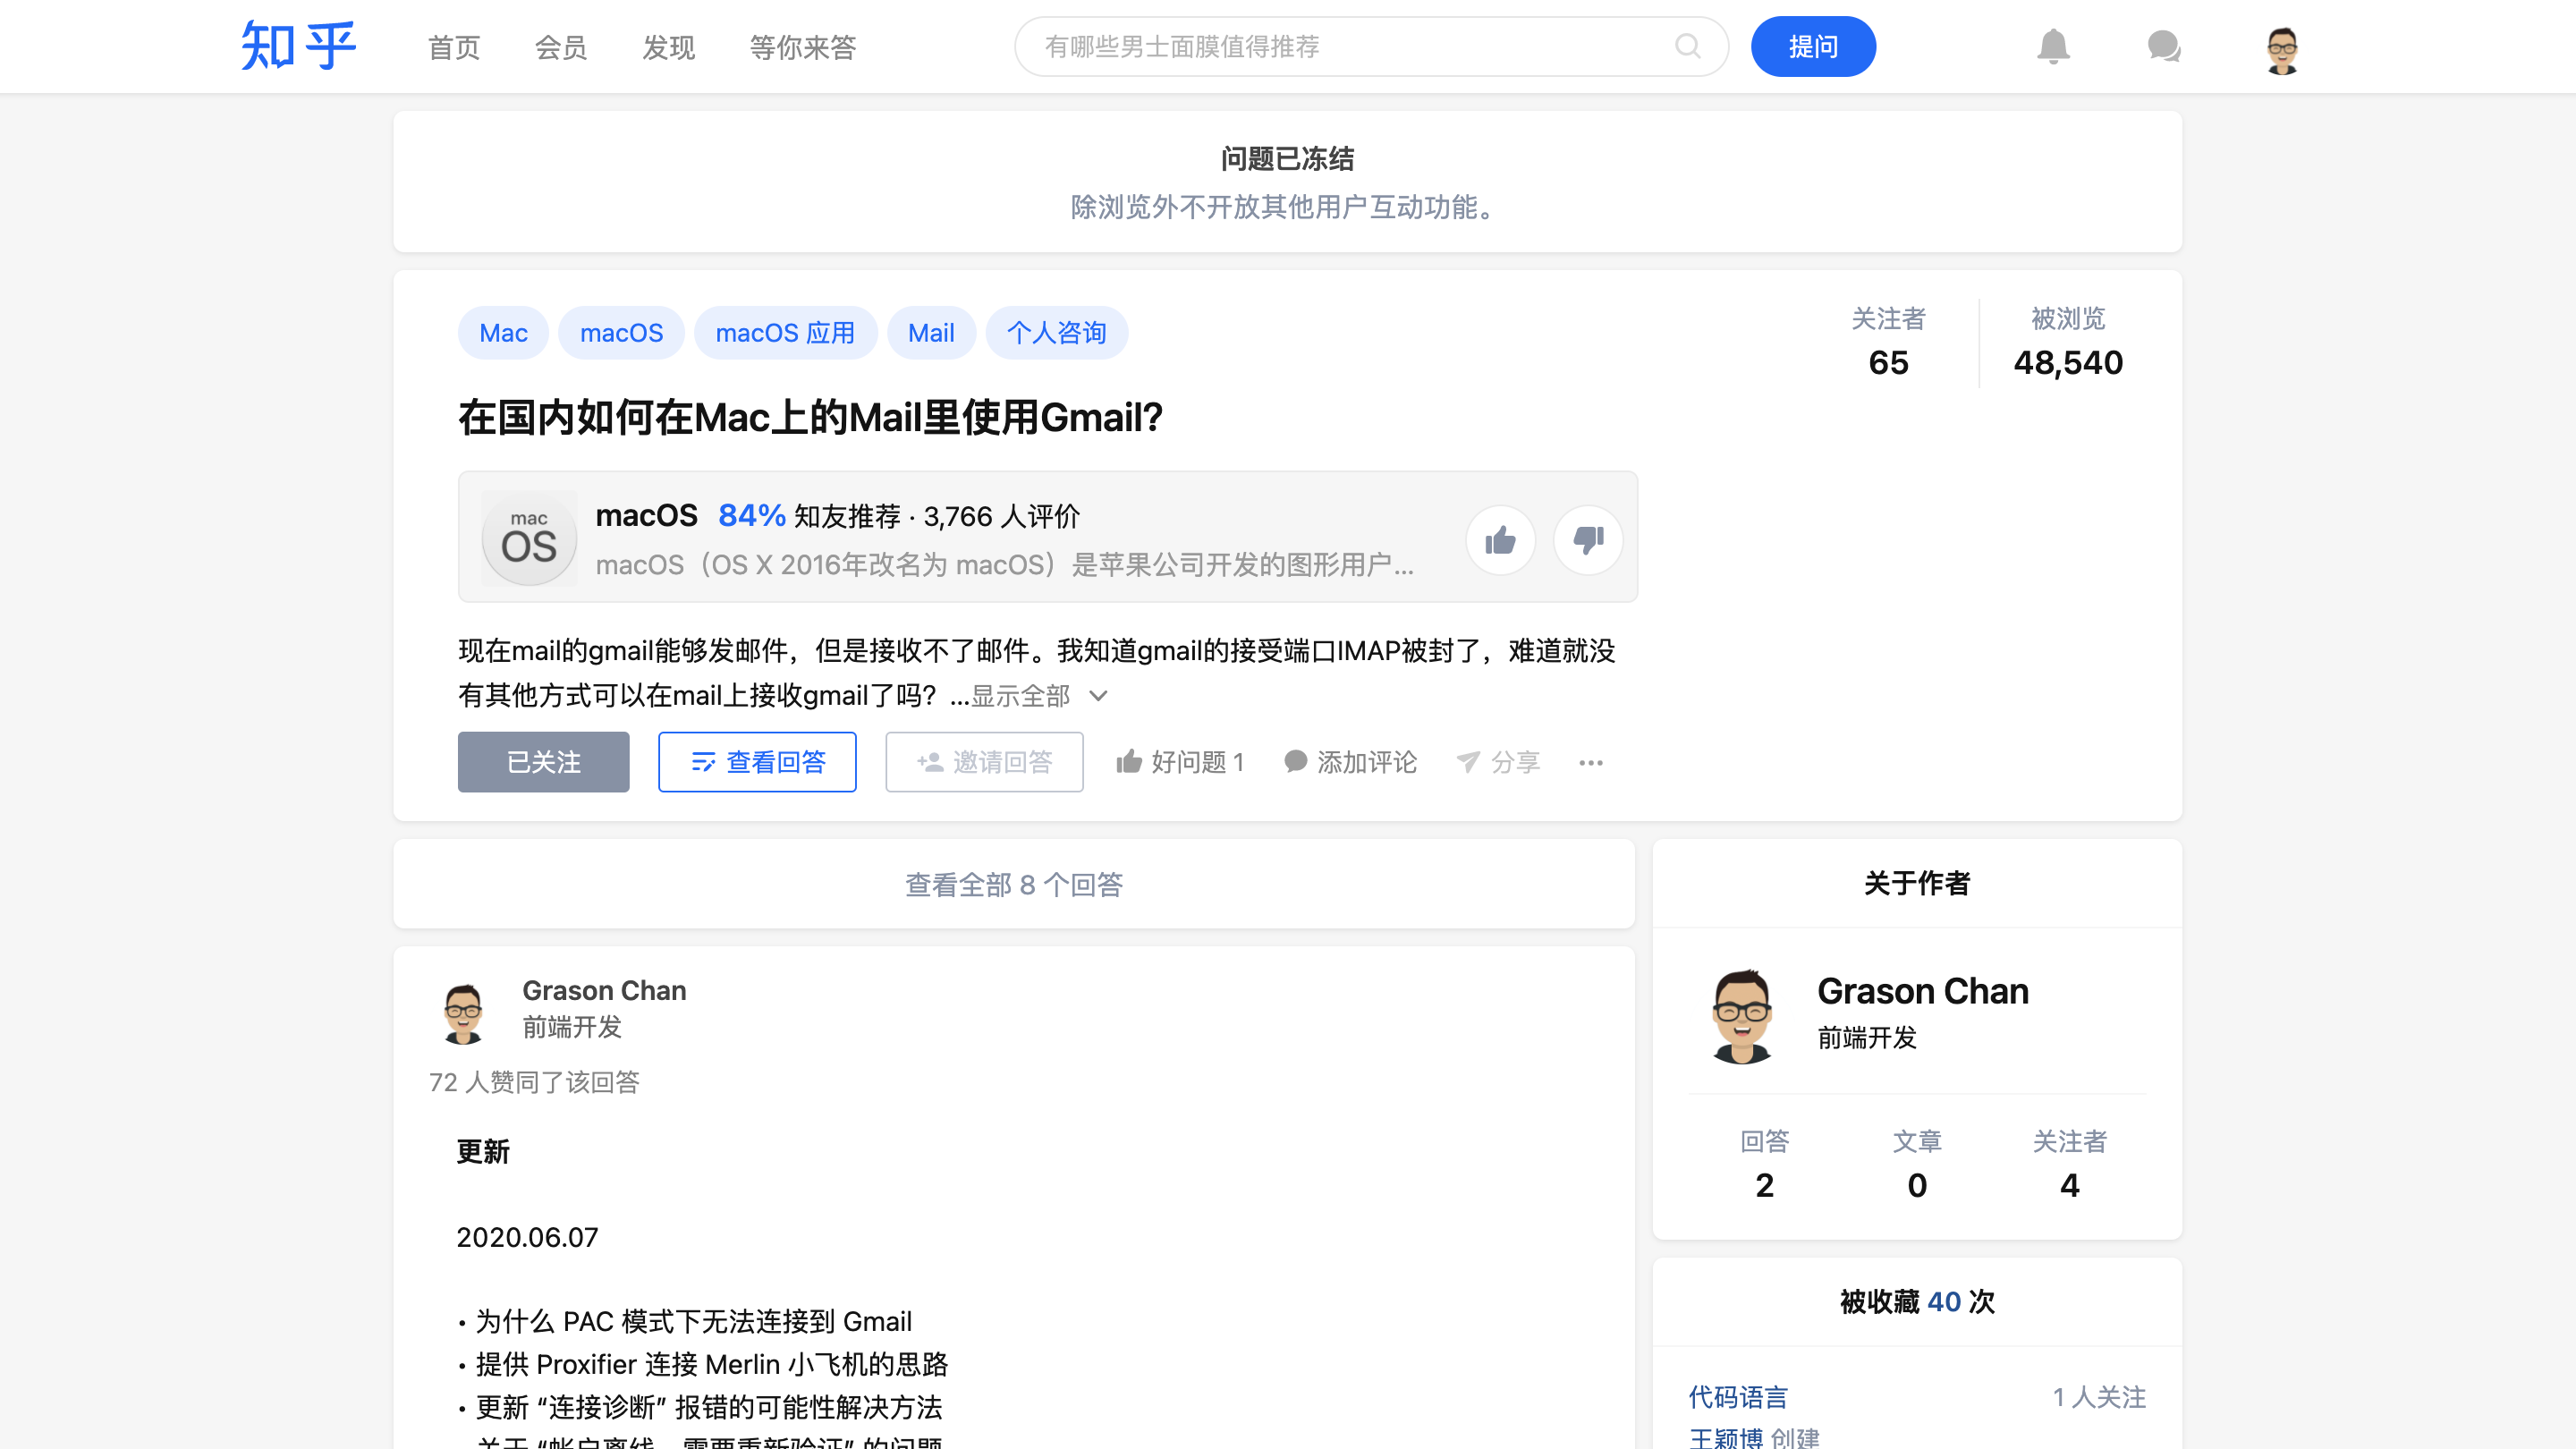 知乎 首页 会员 发现 等你来答 有哪些男士面膜值得推荐 提问
问题已冻结
除浏览外不开放其他用户互动功能。
Mac macOS macOS 应用 Mail 个人咨询
关注者 被浏览
65 48,540
在国内如何在Mac上的Mail里使用Gmail?
mac
OS
macOS 84% 知友推荐 · 3,766 人评价
macOS（OS X 2016年改名为 macOS）是苹果公司开发的图形用户...
现在mail的gmail能够发邮件，但是接收不了邮件。我知道gmail的接受端口IMAP被封了，难道就没
有其他方式可以在mail上接收gmail了吗？...显示全部
已关注 查看回答 邀请回答 好问题 1 添加评论 分享
查看全部 8 个回答
Grason Chan
前端开发
72 人赞同了该回答
更新
2020.06.07
• 为什么 PAC 模式下无法连接到 Gmail
• 提供 Proxifier 连接 Merlin 小飞机的思路
• 更新 “连接诊断” 报错的可能性解决方法
关于 “帐户离线，需要重新验证” 的问题
关于作者
Grason Chan
前端开发
回答 文章 关注者
2 0 4
被收藏 40 次
代码语言 1 人关注
王颖博 创建